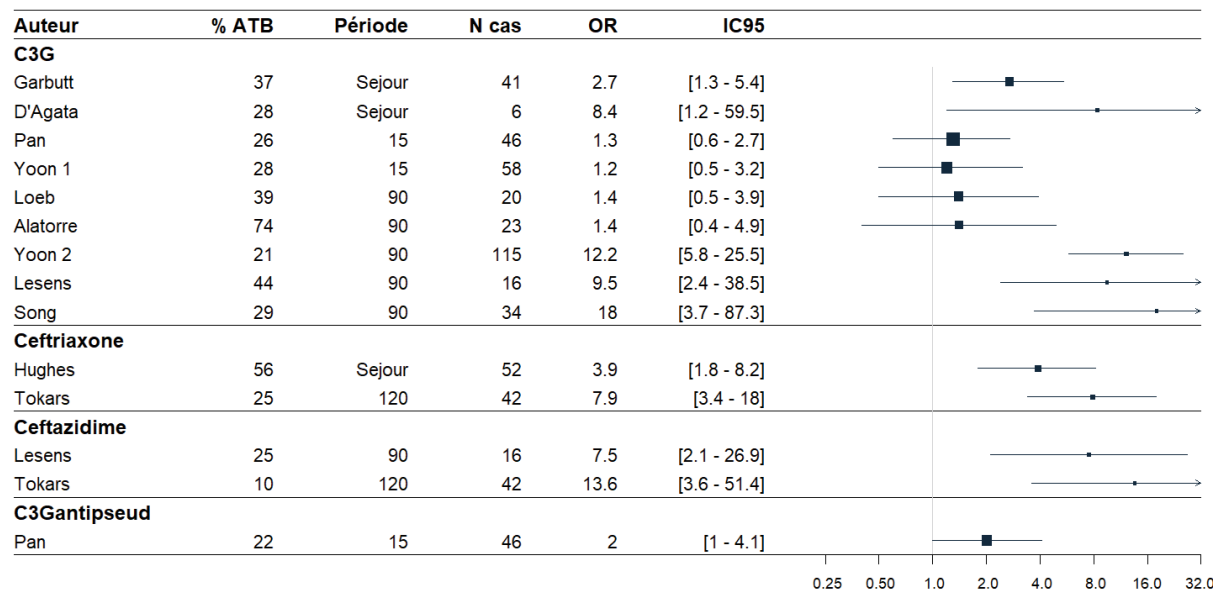 Auteur % ATB Période N cas OR IC95
C3G
Garbutt 37 Sejour 41 2.7 [1.3 - 5.4]
D'Agata 28 Sejour 6 8.4 [1.2 - 59.5]
Pan 26 15 46 1.3 [0.6 - 2.7]
Yoon 1 28 15 58 1.2 [0.5 - 3.2]
Loeb 39 90 20 1.4 [0.5 - 3.9]
Alatorre 74 90 23 1.4 [0.4 - 4.9]
Yoon 2 21 90 115 12.2 [5.8 - 25.5]
Lesens 44 90 16 9.5 [2.4 - 38.5]
Song 29 90 34 18 [3.7 - 87.3]
Ceftriaxone
Hughes 56 Sejour 52 3.9 [1.8 - 8.2]
Tokars 25 120 42 7.9 [3.4 - 18]
Ceftazidime
Lesens 25 90 16 7.5 [2.1 - 26.9]
Tokars 10 120 42 13.6 [3.6 - 51.4]
C3Gantipseud
Pan 22 15 46 2 [1 - 4.1]
0.25 0.50 1.0 2.0 4.0 8.0 16.0 32.0